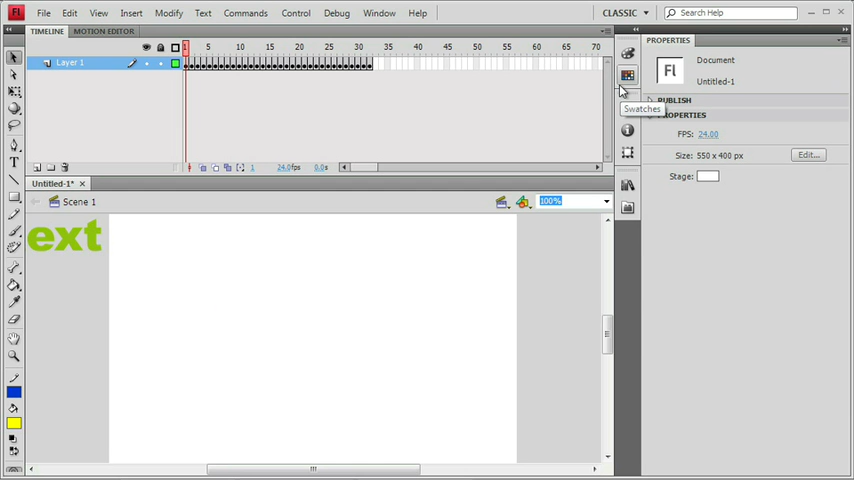 Fl File Edit View Insert Modify Text Commands Control Debug Window Help CLASSIC Search Help
TIMELINE MOTION EDITOR
1 5 10 15 20 25 30 35 40 45 50 55 60 65 70
Layer 1
1 24.0fps 0.0s
Untitled-1*
Scene 1 100%
ext
Swatches
PROPERTIES
Fl Document
Untitled-1
PUBLISH
PROPERTIES
FPS: 24.00
Size: 550 x 400 px Edit...
Stage: